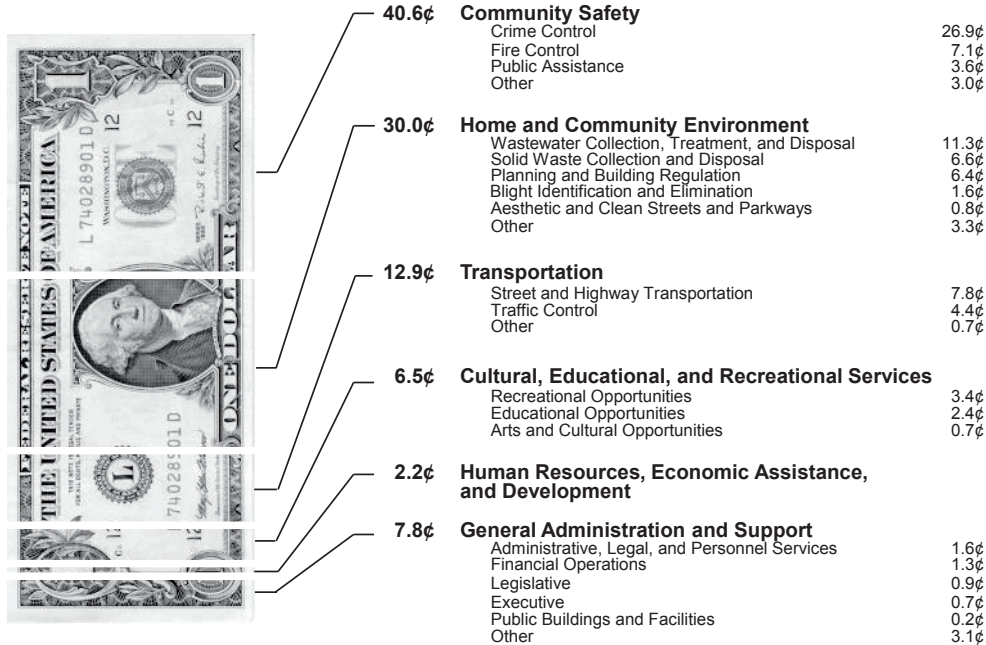 40.6¢ Community Safety
Crime Control 26.9¢
Fire Control 7.1¢
Public Assistance 3.6¢
Other 3.0¢
30.0¢ Home and Community Environment
Wastewater Collection, Treatment, and Disposal 11.3¢
Solid Waste Collection and Disposal 6.6¢
Planning and Building Regulation 6.4¢
Blight Identification and Elimination 1.6¢
Aesthetic and Clean Streets and Parkways 0.8¢
Other 3.3¢
12.9¢ Transportation
Street and Highway Transportation 7.8¢
Traffic Control 4.4¢
Other 0.7¢
6.5¢ Cultural, Educational, and Recreational Services
Recreational Opportunities 3.4¢
Educational Opportunities 2.4¢
Arts and Cultural Opportunities 0.7¢
2.2¢ Human Resources, Economic Assistance,
and Development
7.8¢ General Administration and Support
Administrative, Legal, and Personnel Services 1.6¢
Financial Operations 1.3¢
Legislative 0.9¢
Executive 0.7¢
Public Buildings and Facilities 0.2¢
Other 3.1¢
FEDERAL RESERVE NOTE
THE UNITED STATES OF AMERICA
L 74028901 D
12
WASHINGTON, D.C.
12
1
1
L
12
12
ONE DOLLAR